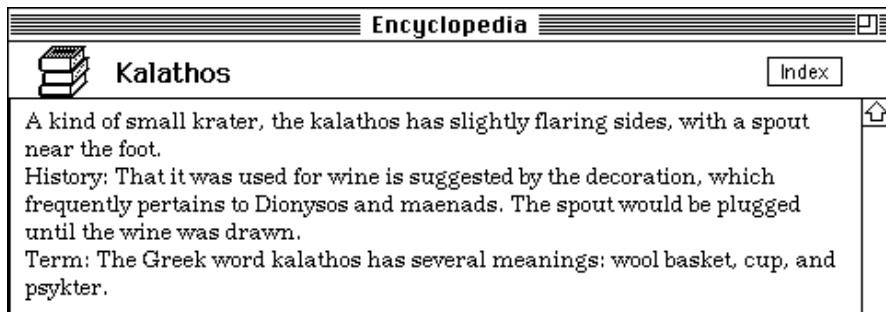 Encyclopedia
Kalathos
Index
A kind of small krater, the kalathos has slightly flaring sides, with a spout
near the foot.
History: That it was used for wine is suggested by the decoration, which
frequently pertains to Dionysos and maenads. The spout would be plugged
until the wine was drawn.
Term: The Greek word kalathos has several meanings: wool basket, cup, and
psykter.